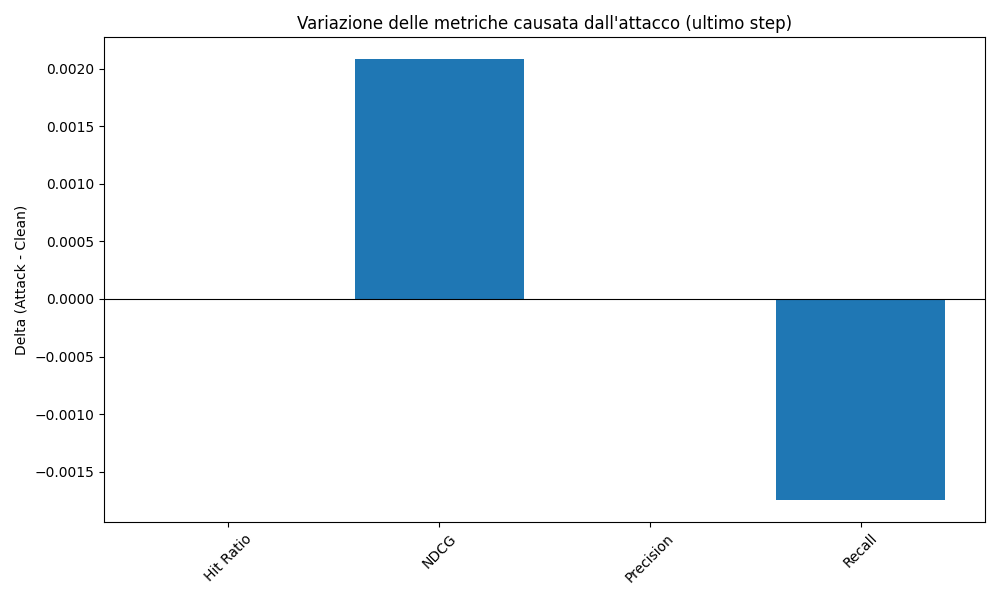 Variazione delle metriche causata dall'attacco (ultimo step)
Delta (Attack - Clean)
0.0020
0.0015
0.0010
0.0005
0.0000
−0.0005
−0.0010
−0.0015
Hit Ratio
NDCG
Precision
Recall